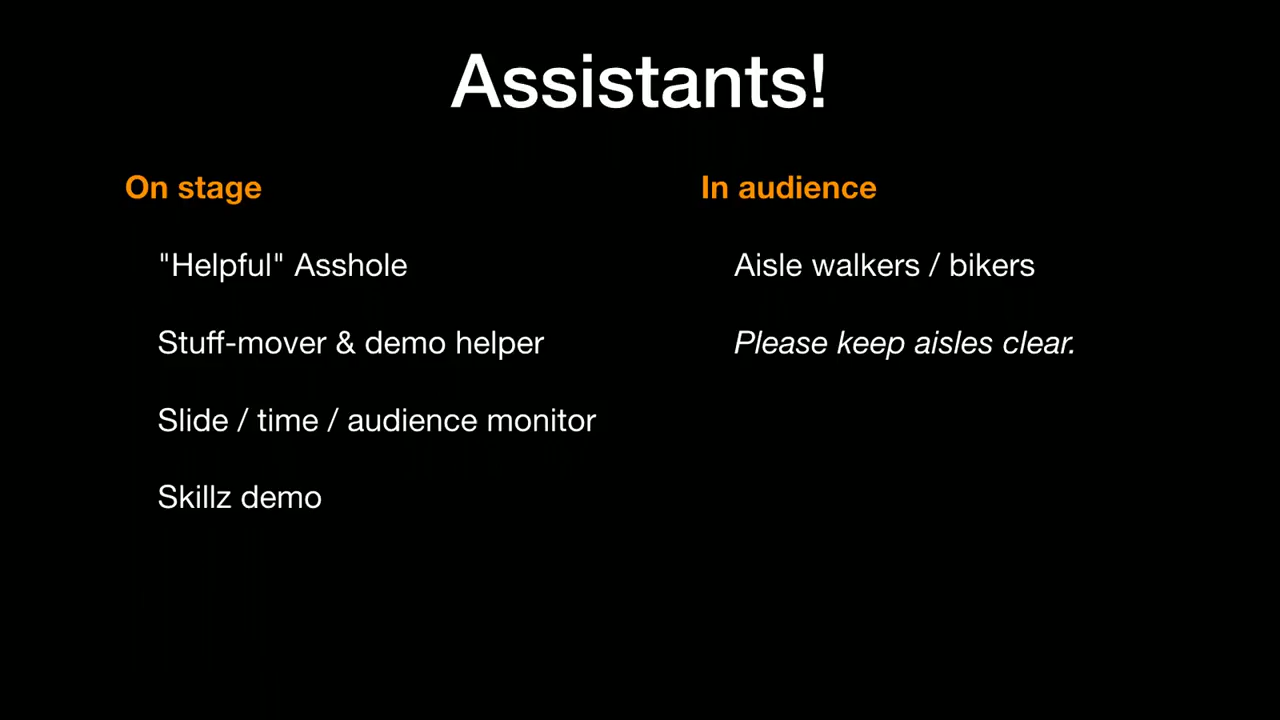 Assistants!
On stage
"Helpful" Asshole
Stuff-mover & demo helper
Slide / time / audience monitor
Skillz demo
In audience
Aisle walkers / bikers
Please keep aisles clear.